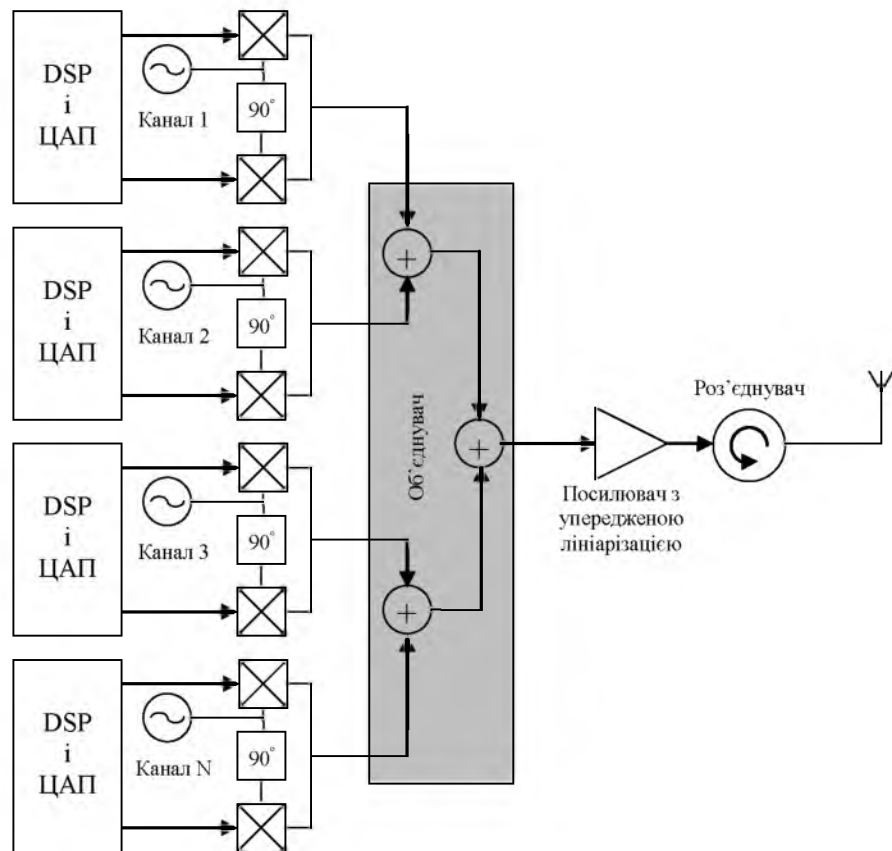 DSP
і
ЦАП
Канал 1
90°
DSP
і
ЦАП
Канал 2
90°
DSP
і
ЦАП
Канал 3
90°
DSP
і
ЦАП
Канал N
90°
+
+
+
Об'єднувач
Посилювач з
упередженою
лініарізацією
Роз'єднувач